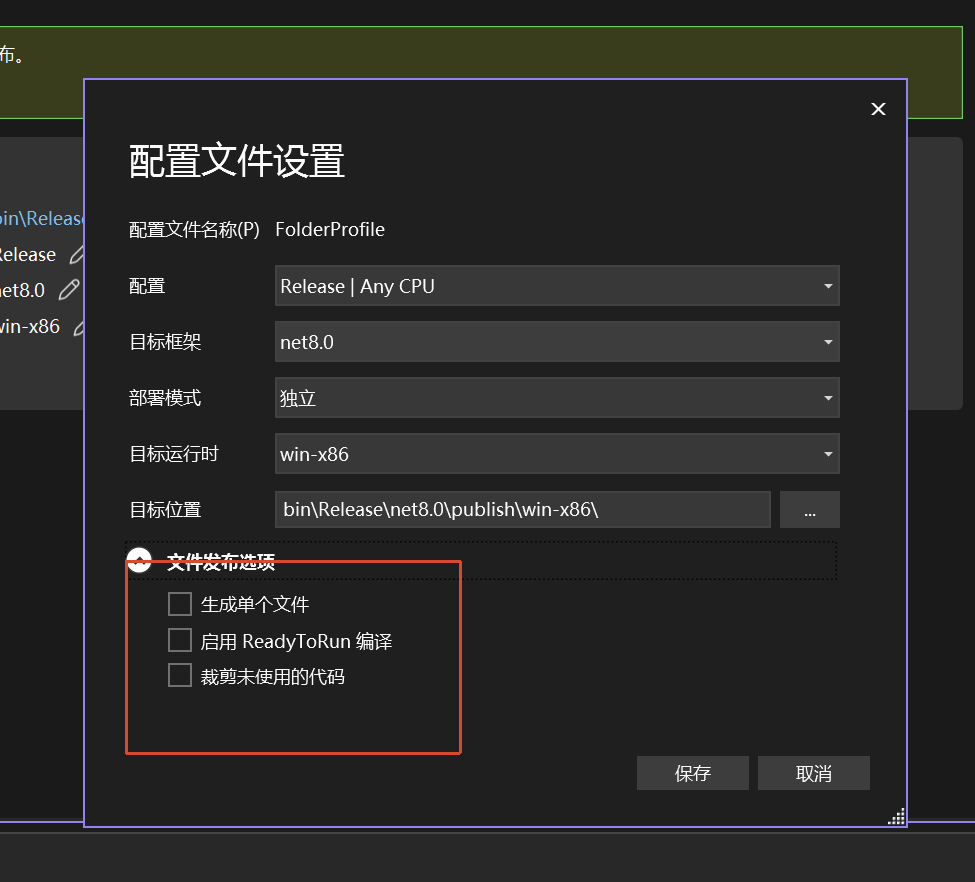 布。
配置文件设置
bin\Release
配置文件名称(P) FolderProfile
Release
配置 Release | Any CPU
net8.0
目标框架 net8.0
win-x86
部署模式 独立
目标运行时 win-x86
目标位置 bin\Release\net8.0\publish\win-x86\ ...
文件发布选项
生成单个文件
启用 ReadyToRun 编译
裁剪未使用的代码
保存 取消